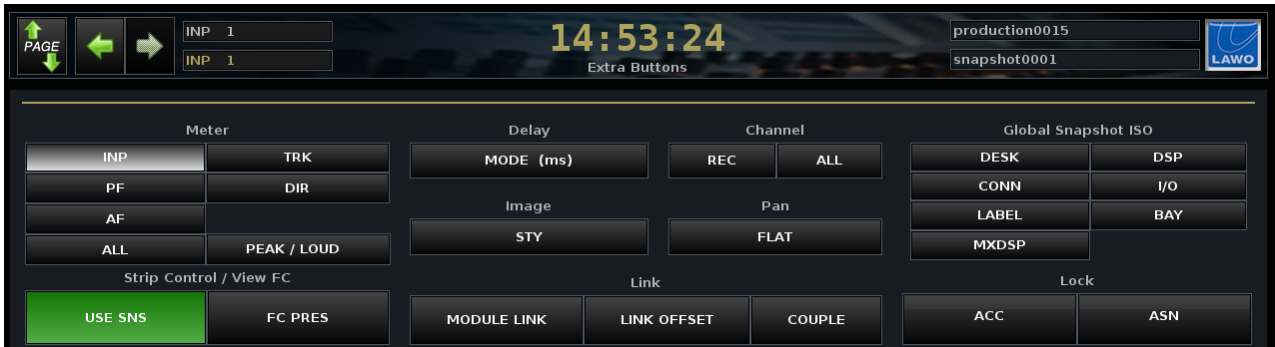 PAGE
INP 1
INP 1
14:53:24
Extra Buttons
production0015
snapshot0001
LAWO
Meter
INP TRK
PF DIR
AF
ALL PEAK / LOUD
Delay
MODE (ms)
Channel
REC ALL
Image
STY
Pan
FLAT
Global Snapshot ISO
DESK DSP
CONN I/O
LABEL BAY
MXDSP
Strip Control / View FC
USE SNS FC PRES
Link
MODULE LINK LINK OFFSET COUPLE
Lock
ACC ASN